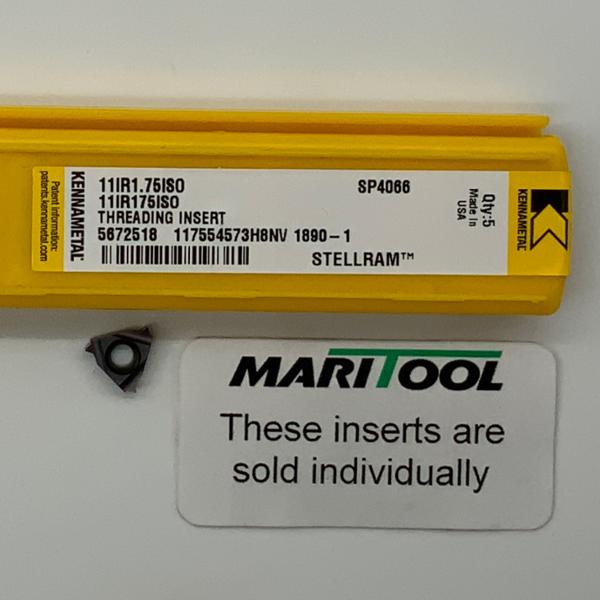 Patent information:
patents.kennametal.com
KENNAMETAL
11IR1.75ISO
11IR175ISO
THREADING INSERT
5672518 117554573H8NV 1890-1
SP4066
STELLRAM™
Qty:5
Made In
USA
KENNAMETAL
MARITOOL
These inserts are
sold individually